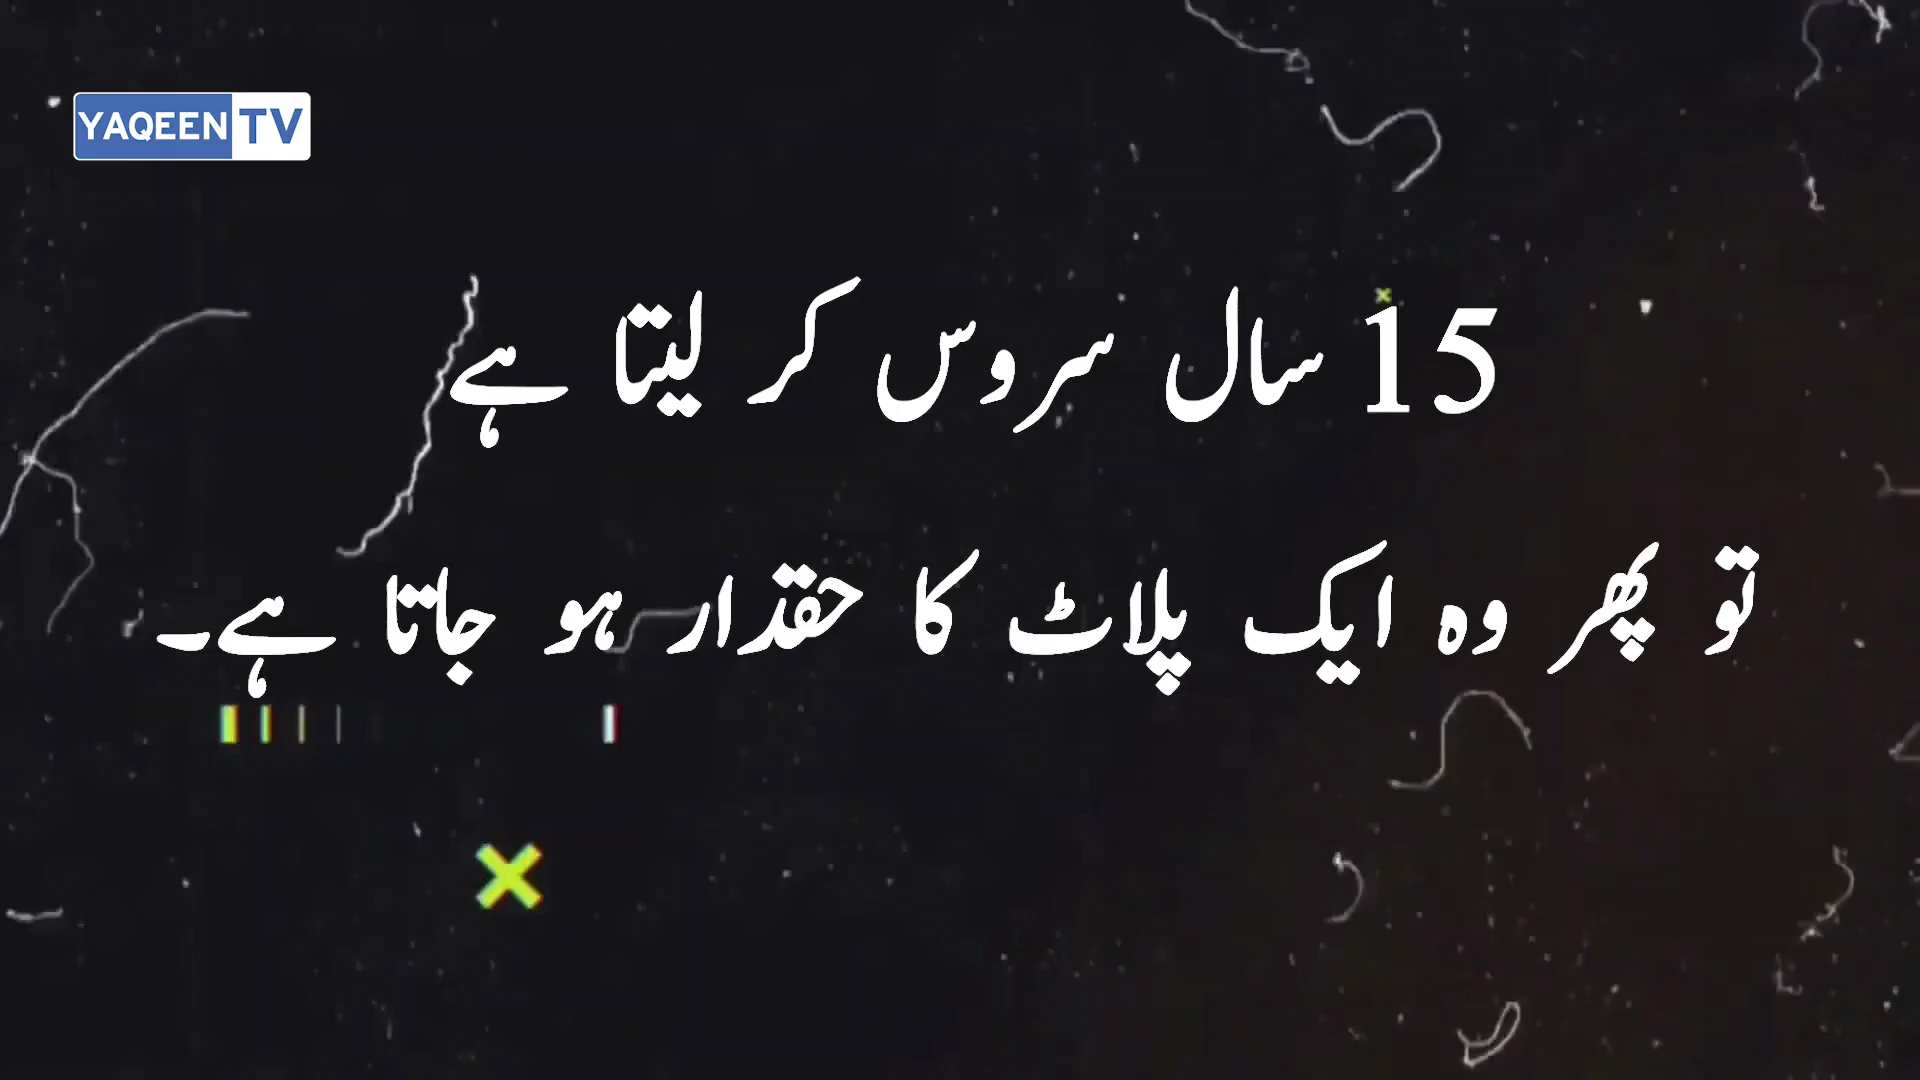 YAQEEN TV
15 سال سروس کر لیتا ہے
تو پھر وہ ایک پلاٹ کا حقدار ہو جاتا ہے۔